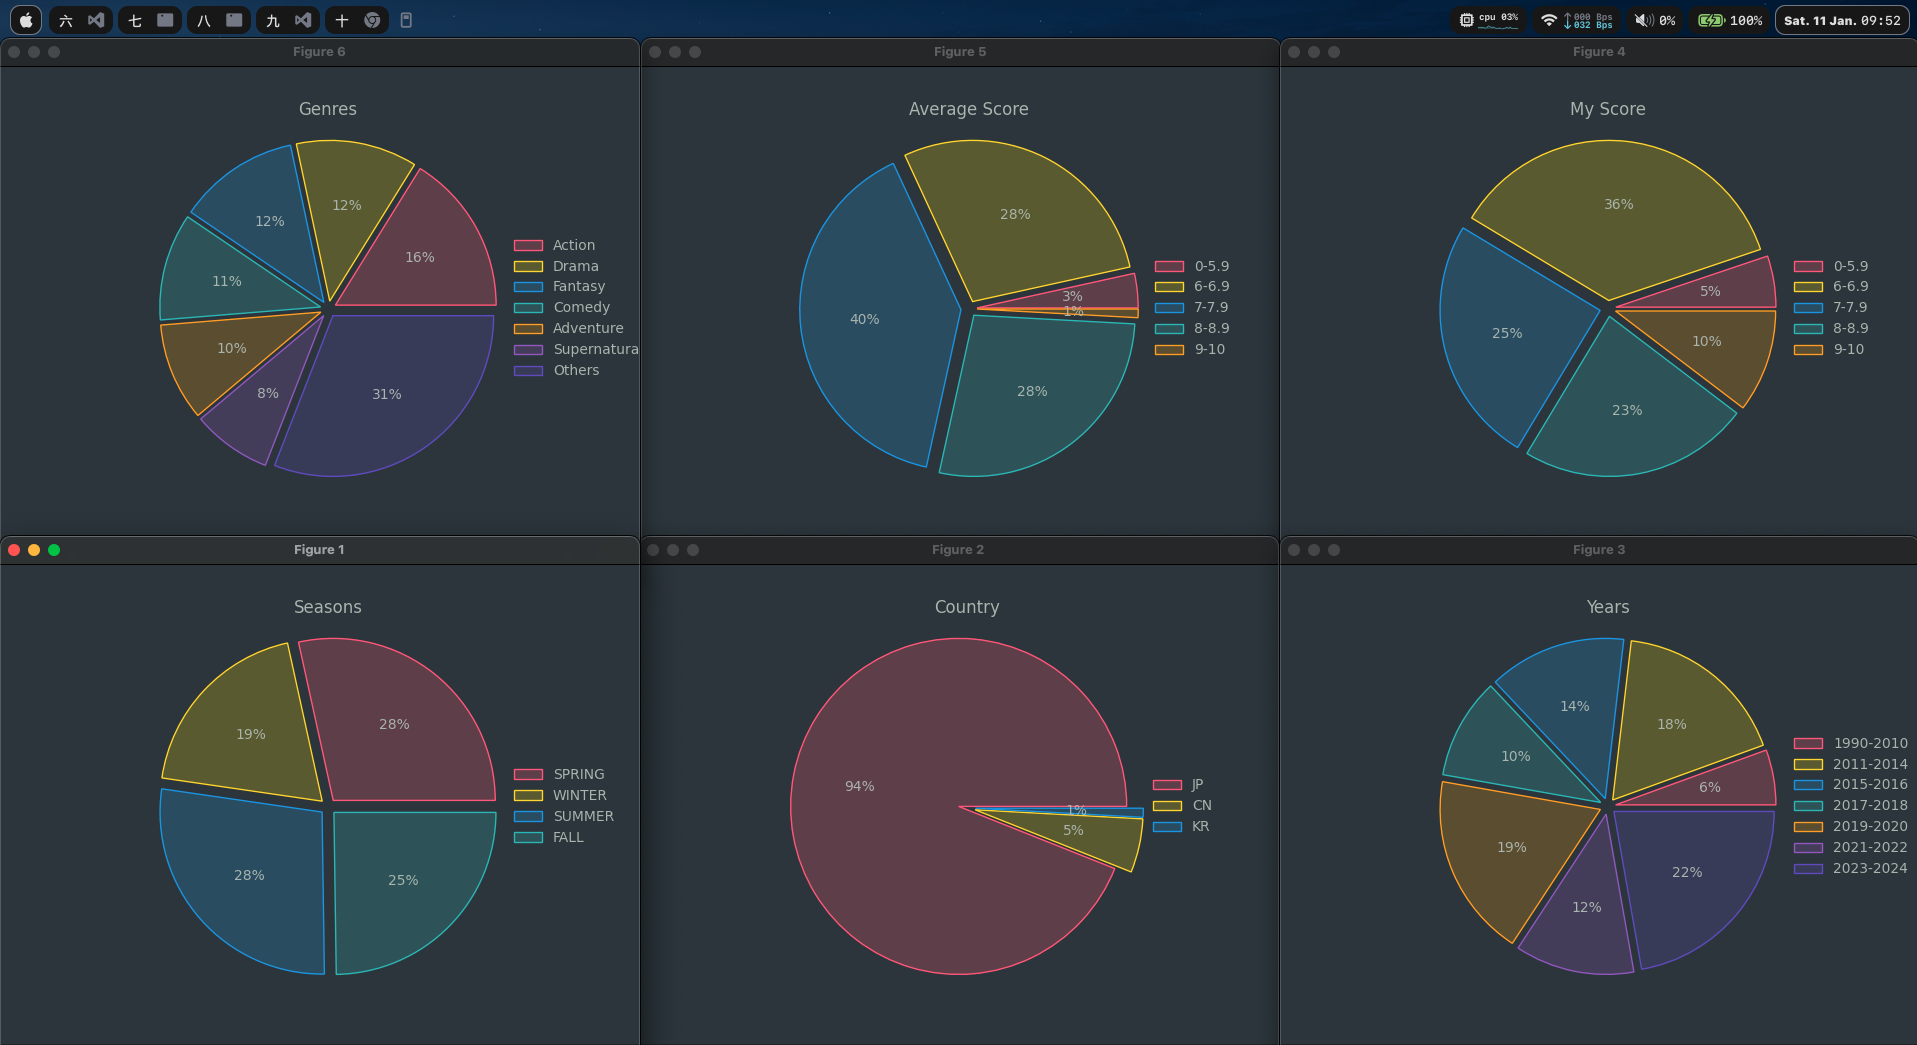 六 七 八 九 十 cpu 03% 000 Bps 032 Bps 0% 100% Sat. 11 Jan. 09:52
Figure 6
Genres
12%
12%
16%
11%
10%
8%
31%
Action
Drama
Fantasy
Comedy
Adventure
Supernatura
Others
Figure 5
Average Score
28%
3%
1%
40%
28%
0-5.9
6-6.9
7-7.9
8-8.9
9-10
Figure 4
My Score
36%
5%
25%
10%
23%
0-5.9
6-6.9
7-7.9
8-8.9
9-10
Figure 1
Seasons
28%
19%
28%
25%
SPRING
WINTER
SUMMER
FALL
Figure 2
Country
94%
1%
5%
JP
CN
KR
Figure 3
Years
14%
18%
10%
6%
19%
22%
12%
1990-2010
2011-2014
2015-2016
2017-2018
2019-2020
2021-2022
2023-2024